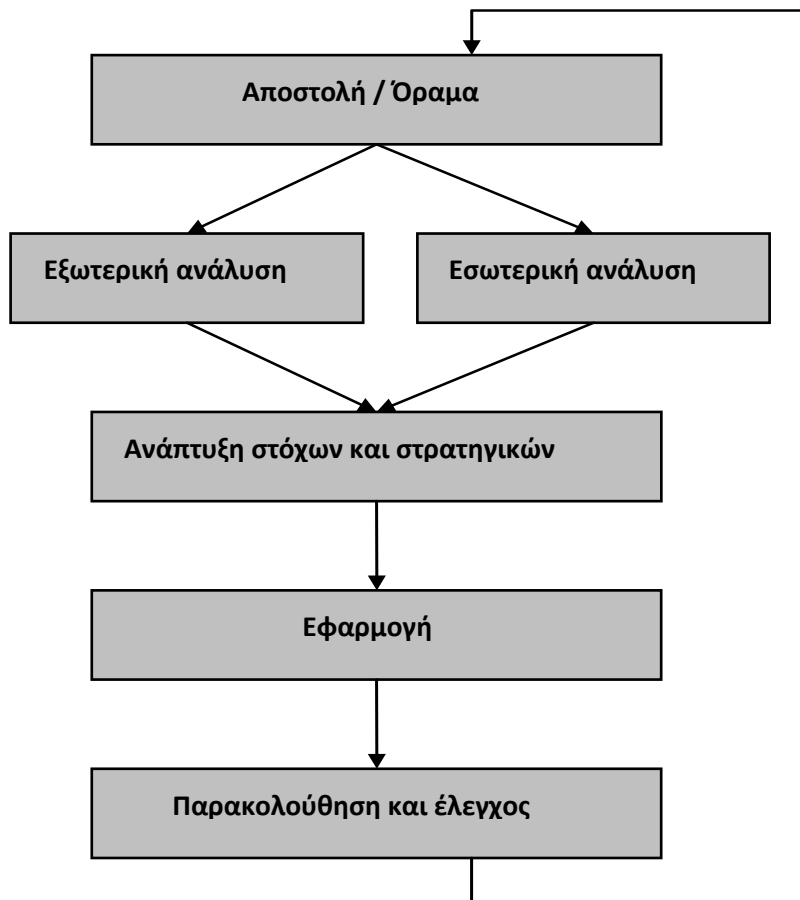 Αποστολή / Όραμα
Εξωτερική ανάλυση
Εσωτερική ανάλυση
Ανάπτυξη στόχων και στρατηγικών
Εφαρμογή
Παρακολούθηση και έλεγχος